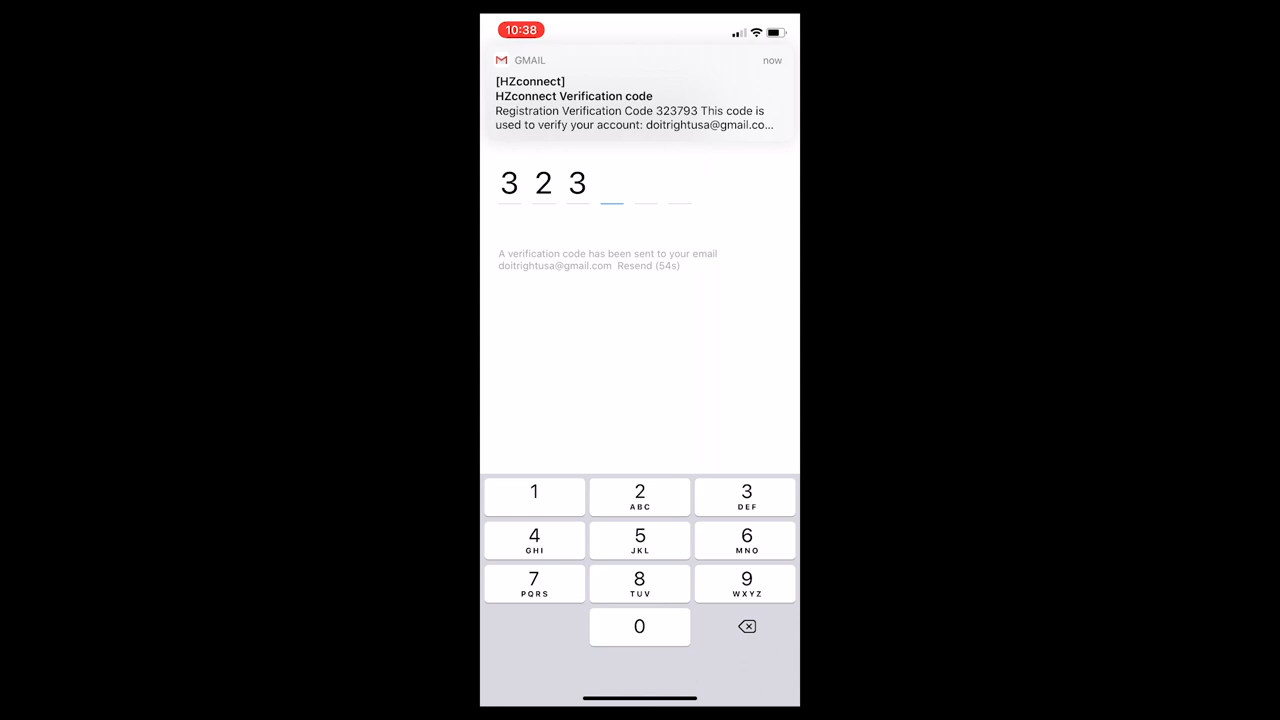 10:38
GMAIL now
[HZconnect]
HZconnect Verification code
Registration Verification Code 323793 This code is
used to verify your account: doitrightusa@gmail.co...
3 2 3
A verification code has been sent to your email
doitrightusa@gmail.com Resend (54s)
1 2 3
ABC DEF
4 5 6
GHI JKL MNO
7 8 9
PQRS TUV WXYZ
0